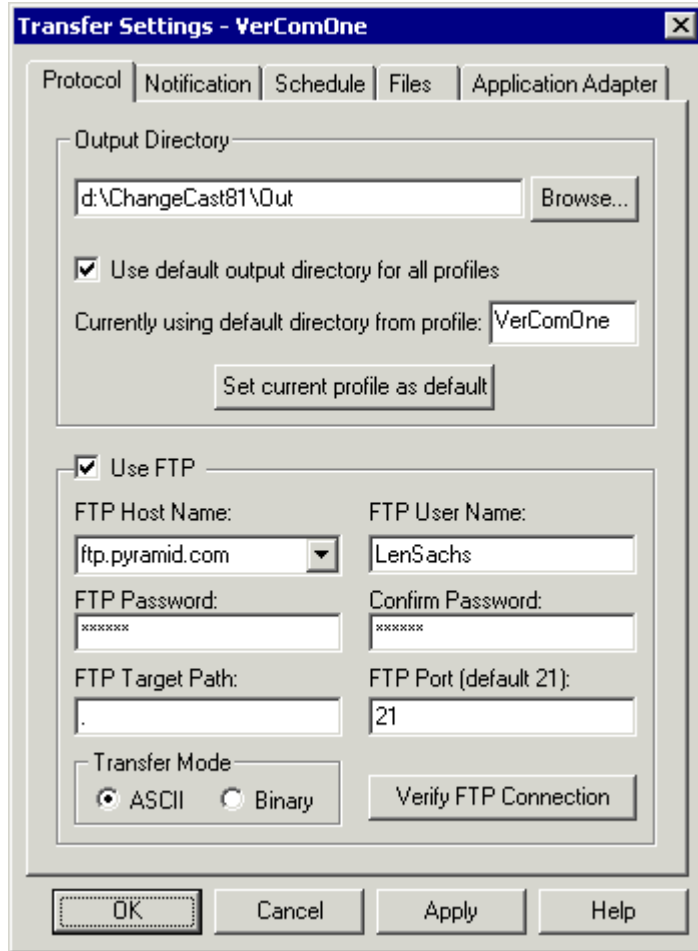 Transfer Settings - VerComOne
Protocol Notification Schedule Files Application Adapter
Output Directory
d:\ChangeCast81\Out Browse...
Use default output directory for all profiles
Currently using default directory from profile: VerComOne
Set current profile as default
Use FTP
FTP Host Name: FTP User Name:
ftp.pyramid.com LenSachs
FTP Password: Confirm Password:
****** ******
FTP Target Path: FTP Port (default 21):
. 21
Transfer Mode
ASCII Binary Verify FTP Connection
OK Cancel Apply Help